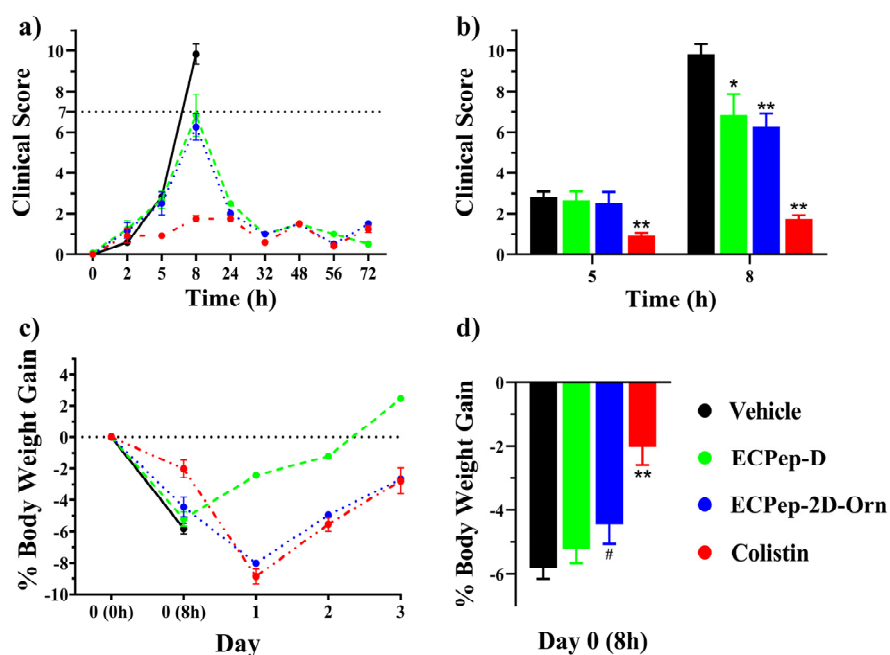 a)
Clinical Score
10
8
7
6
4
2
0
0 2 5 8 24 32 48 56 72
Time (h)
b)
Clinical Score
10
8
6
4
2
0
**
*
**
**
5 8
Time (h)
c)
% Body Weight Gain
4
2
0
-2
-4
-6
-8
-10
0 (0h) 0 (8h) 1 2 3
Day
d)
% Body Weight Gain
0
-2
-4
-6
#
**
Day 0 (8h)
Vehicle
ECPep-D
ECPep-2D-Orn
Colistin